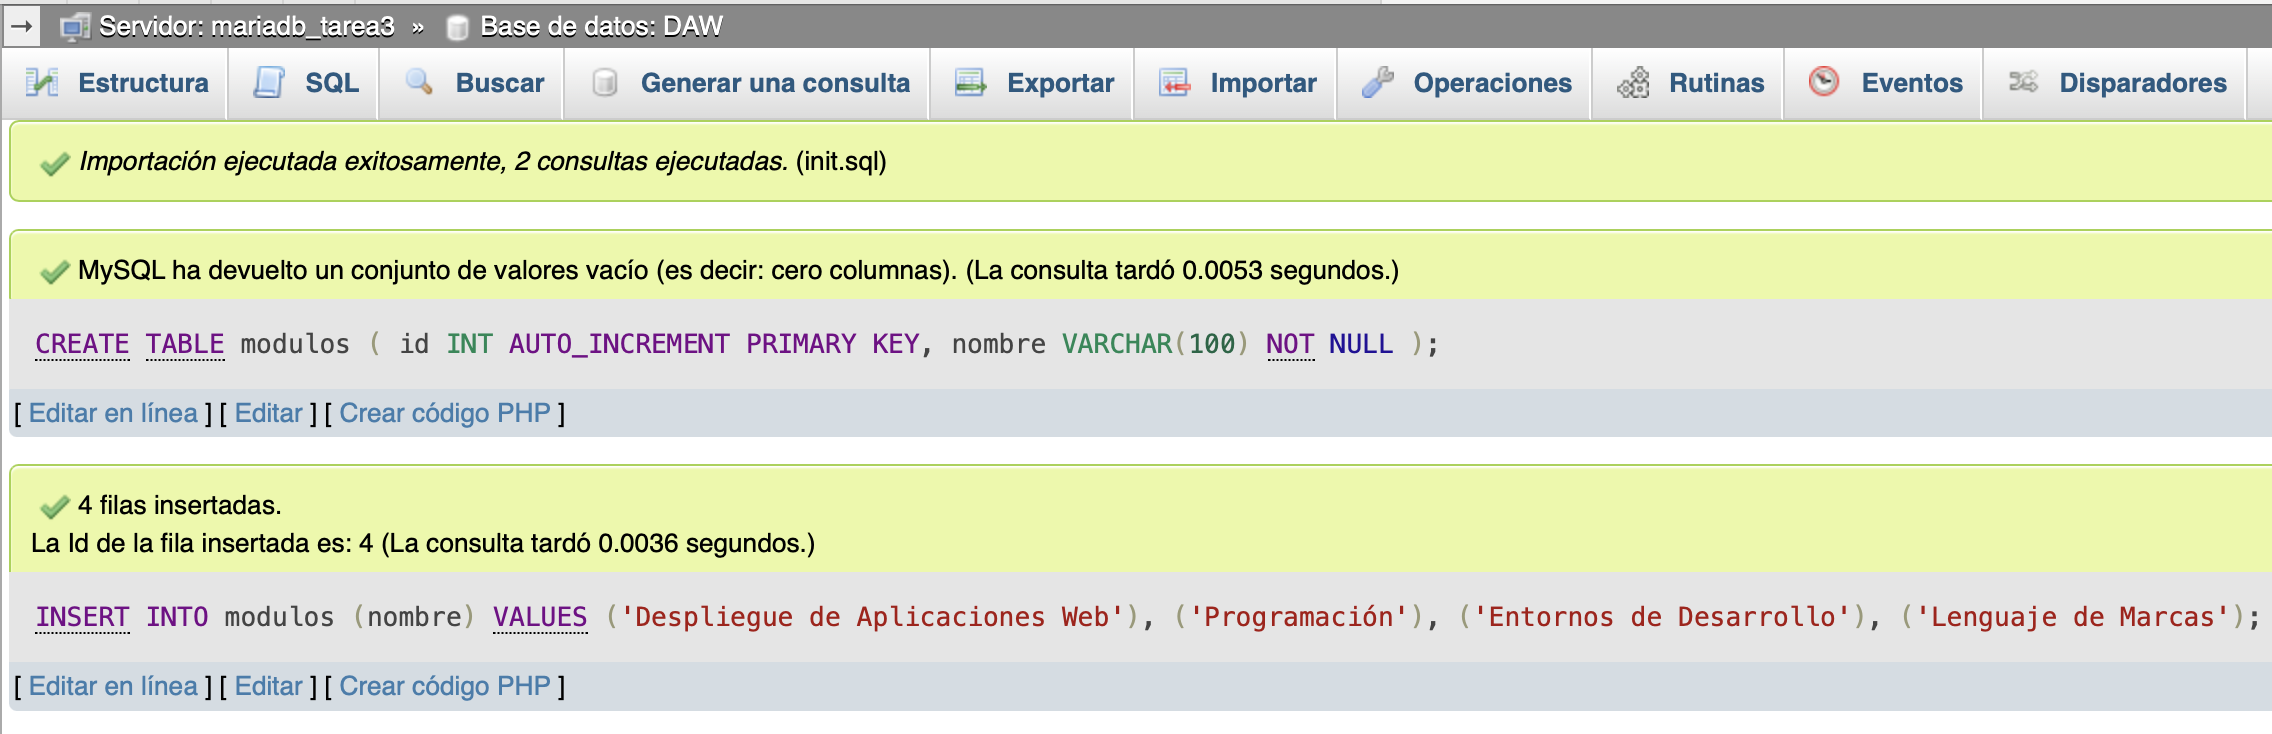 → Servidor: mariadb_tarea3 » Base de datos: DAW
Estructura SQL Buscar Generar una consulta Exportar Importar Operaciones Rutinas Eventos Disparadores
Importación ejecutada exitosamente, 2 consultas ejecutadas. (init.sql)
MySQL ha devuelto un conjunto de valores vacío (es decir: cero columnas). (La consulta tardó 0.0053 segundos.)
CREATE TABLE modulos ( id INT AUTO_INCREMENT PRIMARY KEY, nombre VARCHAR(100) NOT NULL );
[ Editar en línea ] [ Editar ] [ Crear código PHP ]
4 filas insertadas.
La Id de la fila insertada es: 4 (La consulta tardó 0.0036 segundos.)
INSERT INTO modulos (nombre) VALUES ('Despliegue de Aplicaciones Web'), ('Programación'), ('Entornos de Desarrollo'), ('Lenguaje de Marcas');
[ Editar en línea ] [ Editar ] [ Crear código PHP ]